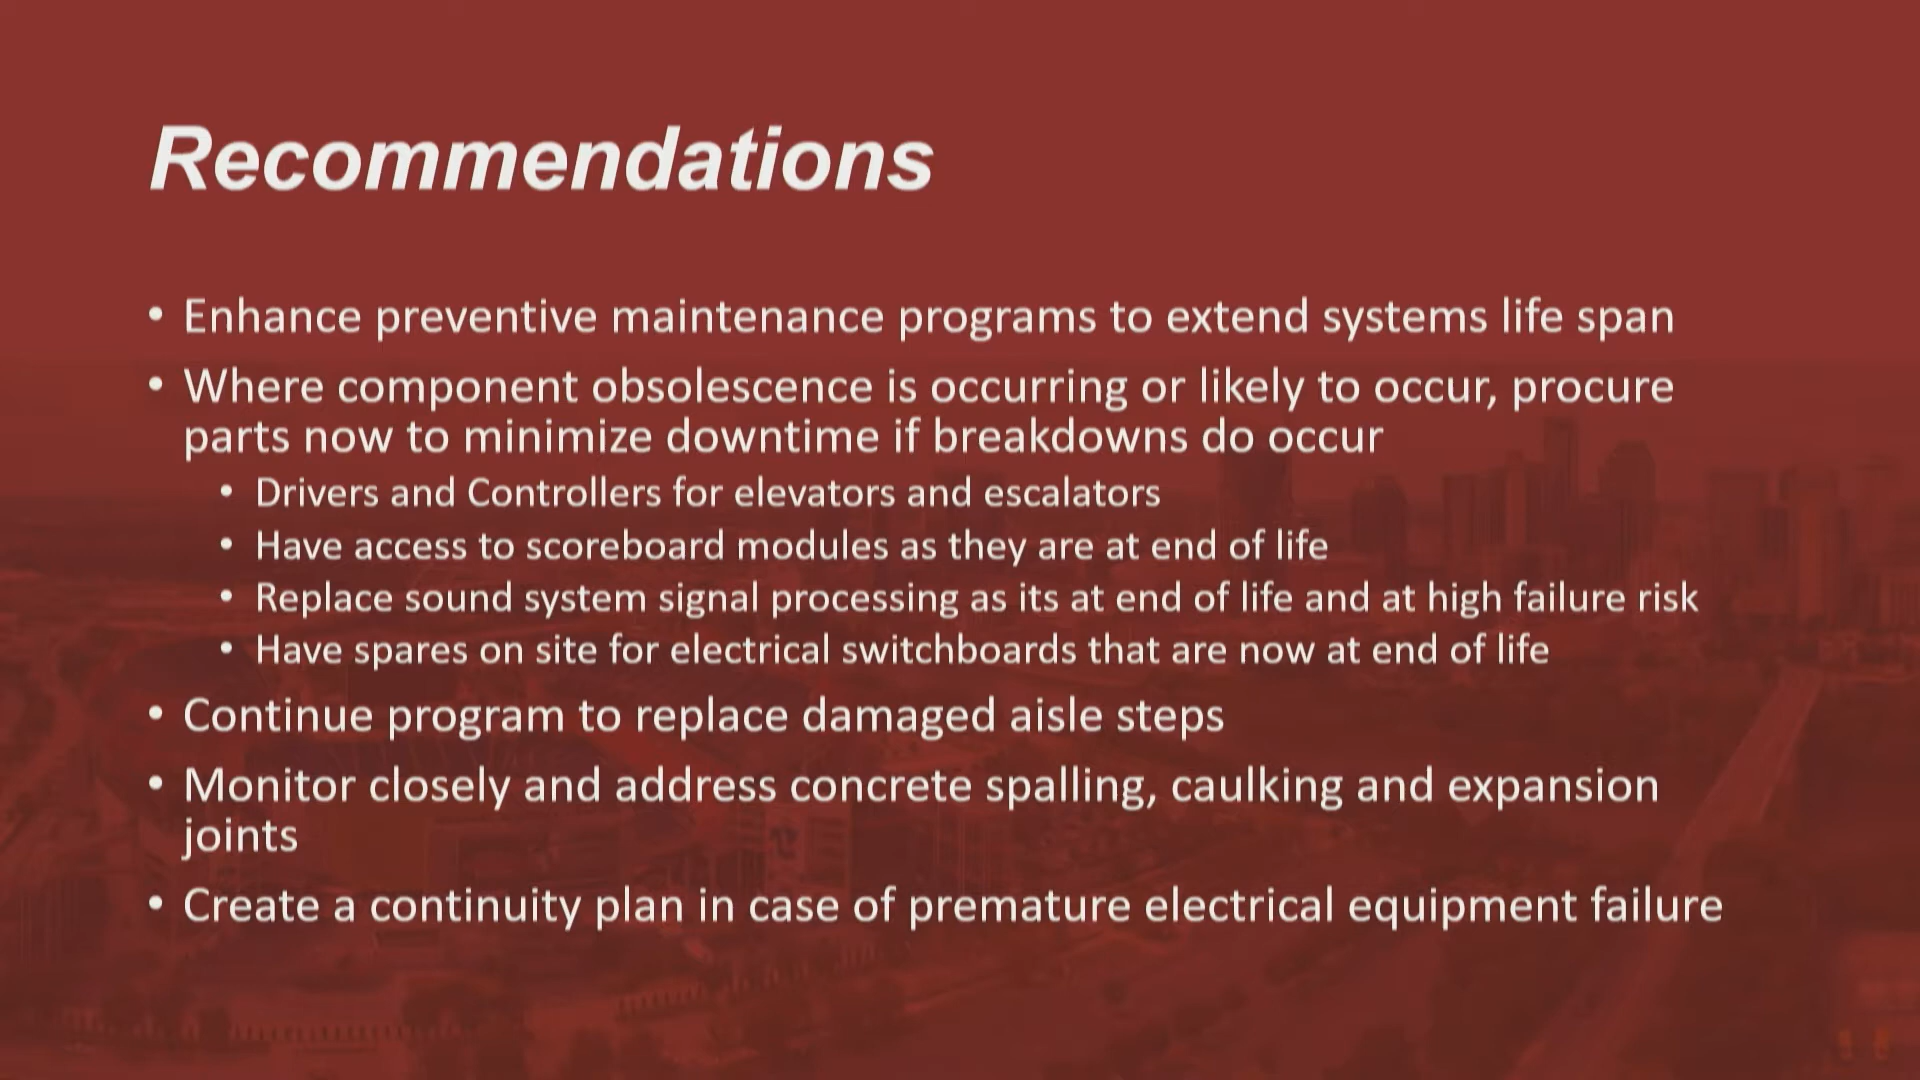 Recommendations
• Enhance preventive maintenance programs to extend systems life span
• Where component obsolescence is occurring or likely to occur, procure
parts now to minimize downtime if breakdowns do occur
• Drivers and Controllers for elevators and escalators
• Have access to scoreboard modules as they are at end of life
• Replace sound system signal processing as its at end of life and at high failure risk
• Have spares on site for electrical switchboards that are now at end of life
• Continue program to replace damaged aisle steps
• Monitor closely and address concrete spalling, caulking and expansion
joints
• Create a continuity plan in case of premature electrical equipment failure